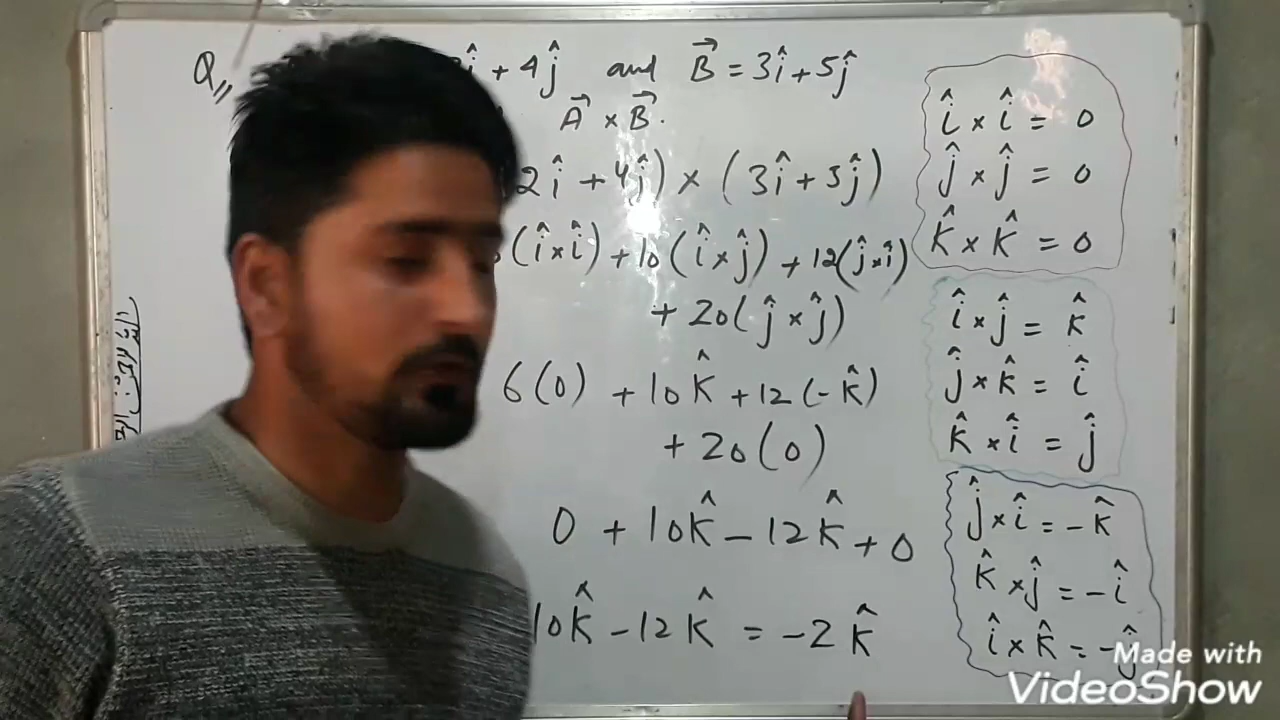 Q,, î + 4ĵ and B⃗ = 3î + 5ĵ
A⃗ × B⃗.
2î + 4ĵ) × (3î + 5ĵ)
(î×î) + 10(î×ĵ) + 12(ĵ×î)
+ 20(ĵ×ĵ)
6(0) + 10k̂ + 12(-k̂)
+ 20(0)
0 + 10k̂ - 12k̂ + 0
10k̂ - 12k̂ = -2k̂
î × î = 0
ĵ × ĵ = 0
k̂ × k̂ = 0
î × ĵ = k̂
ĵ × k̂ = î
k̂ × î = ĵ
ĵ × î = -k̂
k̂ × ĵ = -î
î × k̂ = -ĵ
Made with
VideoShow